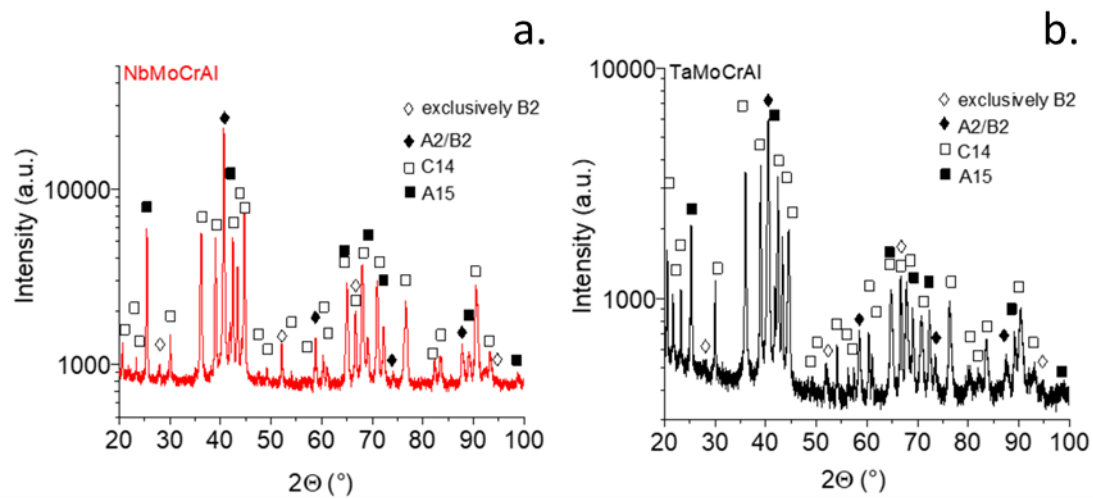 a.
NbMoCrAl
◇ exclusively B2
◆ A2/B2
□ C14
■ A15
10000
1000
Intensity (a.u.)
20 30 40 50 60 70 80 90 100
2Θ (°)
b.
10000
TaMoCrAl
◇ exclusively B2
◆ A2/B2
□ C14
■ A15
1000
Intensity (a.u.)
20 30 40 50 60 70 80 90 100
2Θ (°)